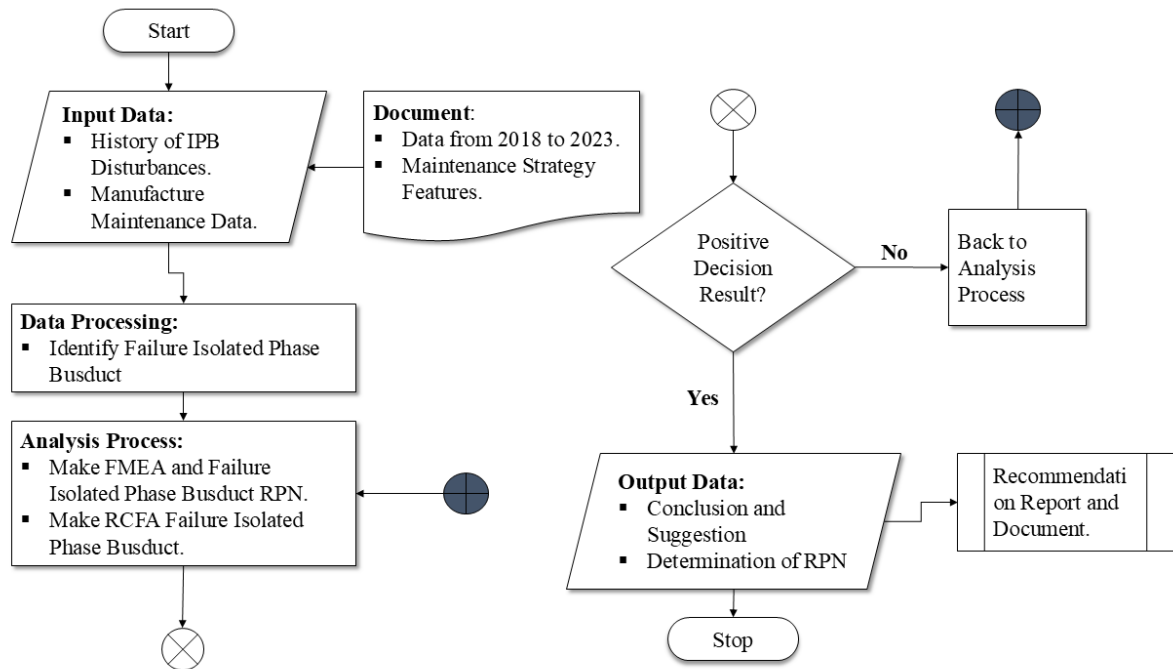 Start
Input Data:
▪ History of IPB
Disturbances.
▪ Manufacture
Maintenance Data.
Document:
▪ Data from 2018 to 2023.
▪ Maintenance Strategy
Features.
Data Processing:
▪ Identify Failure Isolated Phase
Busduct
Analysis Process:
▪ Make FMEA and Failure
Isolated Phase Busduct RPN.
▪ Make RCFA Failure Isolated
Phase Busduct.
Positive
Decision
Result?
No
Back to
Analysis
Process
Yes
Output Data:
▪ Conclusion and
Suggestion
▪ Determination of RPN
Recommendati
on Report and
Document.
Stop